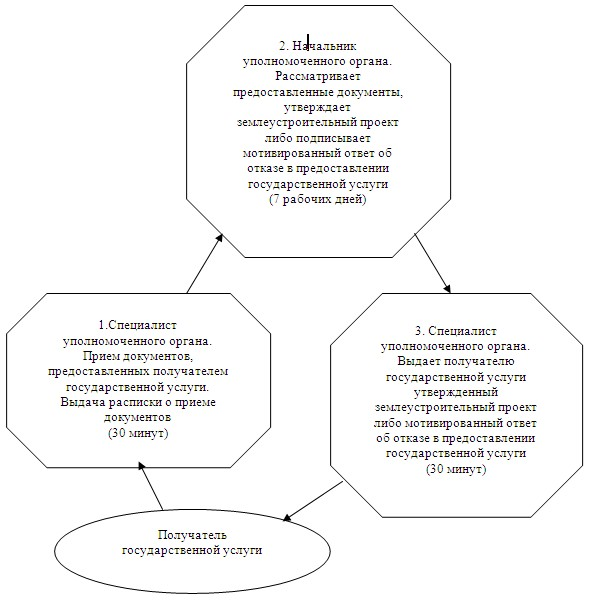 2. Начальник
уполномоченного органа.
Рассматривает
предоставленные документы,
утверждает
землеустроительный проект
либо подписывает
мотивированный ответ об
отказе в предоставлении
государственной услуги
(7 рабочих дней)
1.Специалист
уполномоченного органа.
Прием документов,
предоставленных получателем
государственной услуги.
Выдача расписки о приеме
документов
(30 минут)
3. Специалист
уполномоченного органа.
Выдает получателю
государственной услуги
утвержденный
землеустроительный проект
либо мотивированный ответ
об отказе в предоставлении
государственной услуги
(30 минут)
Получатель
государственной услуги